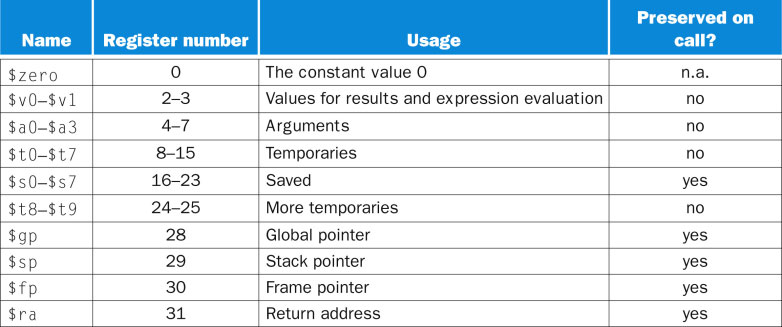 Name Register number Usage Preserved on call?
$zero 0 The constant value 0 n.a.
$v0–$v1 2–3 Values for results and expression evaluation no
$a0–$a3 4–7 Arguments no
$t0–$t7 8–15 Temporaries no
$s0–$s7 16–23 Saved yes
$t8–$t9 24–25 More temporaries no
$gp 28 Global pointer yes
$sp 29 Stack pointer yes
$fp 30 Frame pointer yes
$ra 31 Return address yes